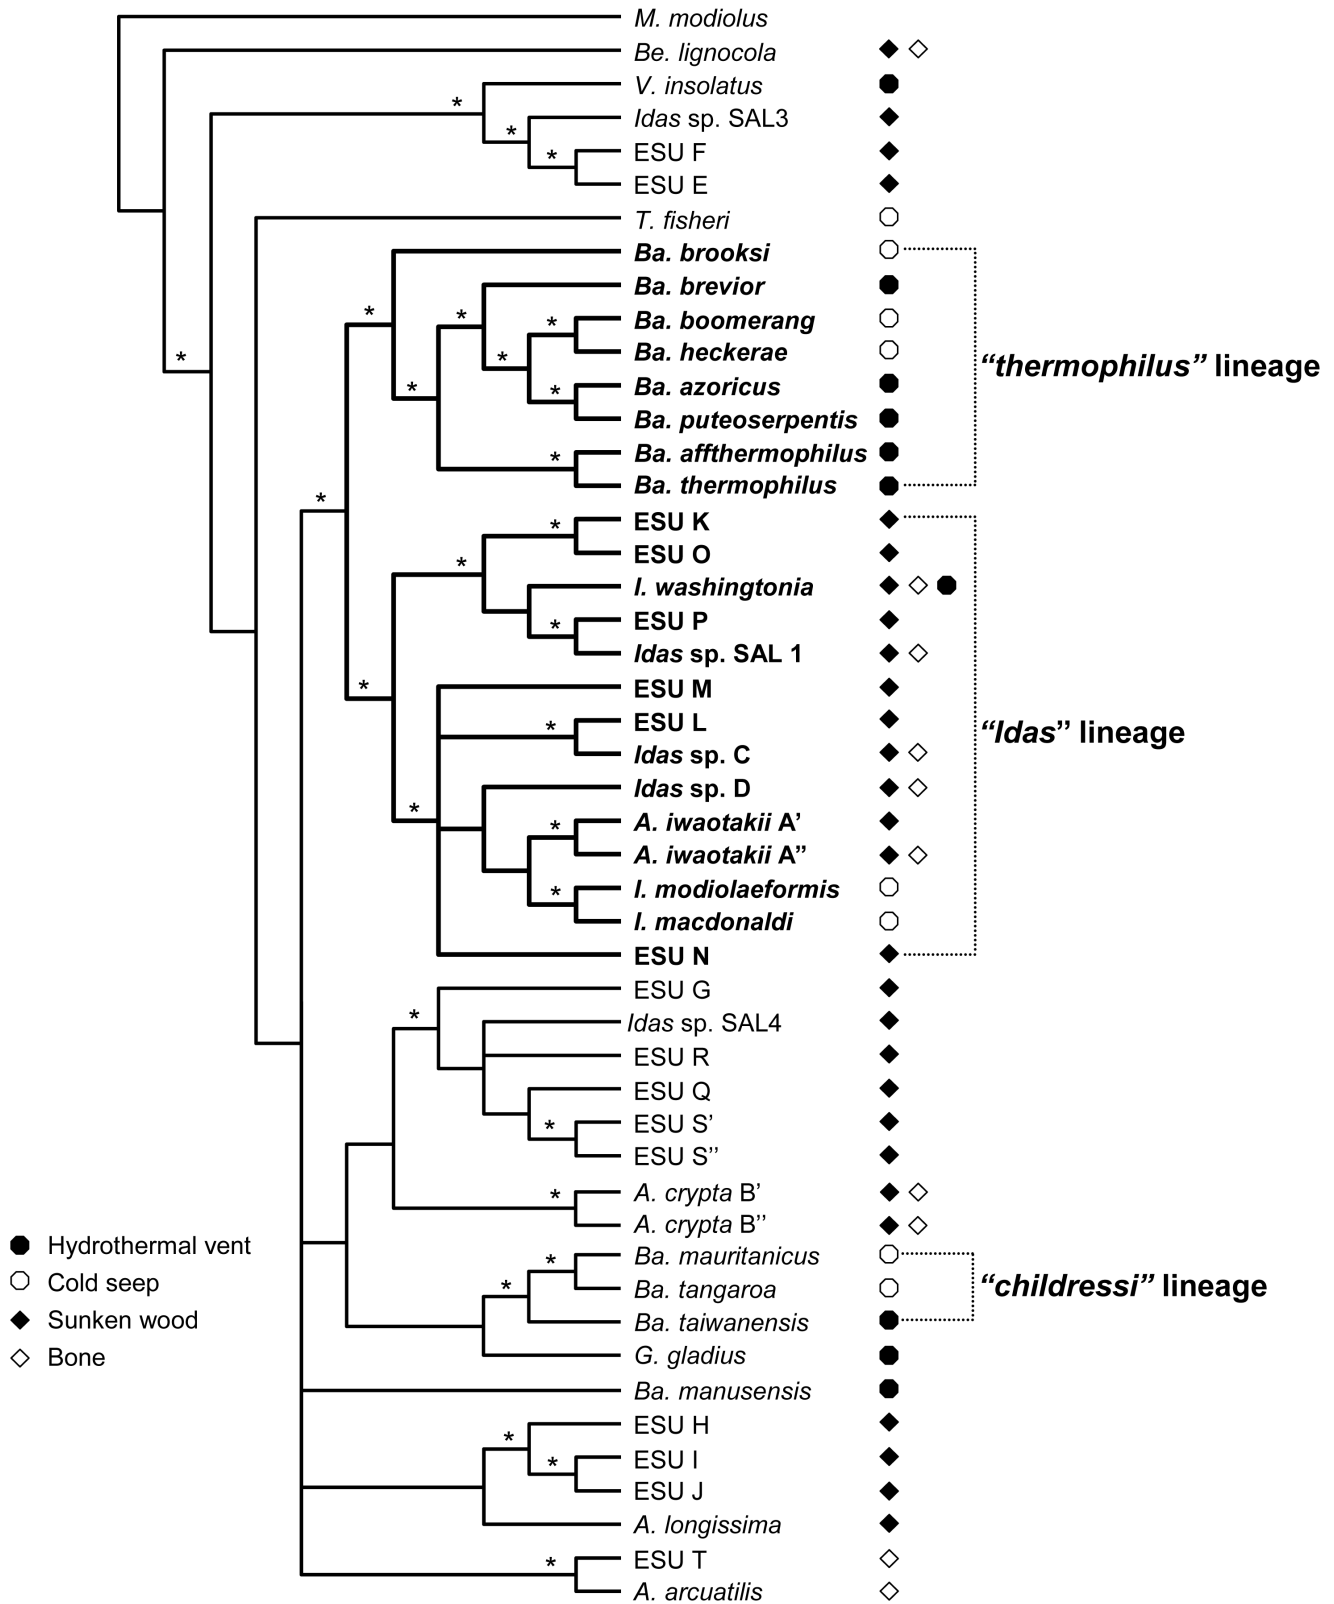 M. modiolus
Be. lignocola
V. insolatus
Idas sp. SAL3
ESU F
ESU E
T. fisheri
Ba. brooksi
Ba. brevior
Ba. boomerang
Ba. heckerae
“thermophilus” lineage
Ba. azoricus
Ba. puteoserpentis
Ba. affthermophilus
Ba. thermophilus
ESU K
ESU O
I. washingtonia
ESU P
Idas sp. SAL 1
ESU M
ESU L
“Idas” lineage
Idas sp. C
Idas sp. D
A. iwaotakii A’
A. iwaotakii A’’
I. modiolaeformis
I. macdonaldi
ESU N
ESU G
Idas sp. SAL4
ESU R
ESU Q
ESU S’
ESU S’’
A. crypta B’
A. crypta B’’
Ba. mauritanicus
Ba. tangaroa
“childressi” lineage
Ba. taiwanensis
G. gladius
Ba. manusensis
ESU H
ESU I
ESU J
A. longissima
ESU T
A. arcuatilis
Hydrothermal vent
Cold seep
Sunken wood
Bone